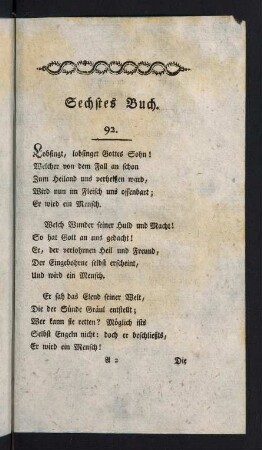 Sechstes Buch.
92.
Lobsingt, lobsinget Gottes Sohn!
Welcher von dem Fall an schon
Zum Heiland uns verheissen ward,
Wird nun im Fleisch uns offenbart;
Er wird ein Mensch.
Welch Wunder seiner Huld und Macht!
So hat Gott an uns gedacht!
Er, der verlohrnen Heil und Freund,
Der Eingebohrne selbst erscheint,
Und wird ein Mensch.
Er sah das Elend seiner Welt,
Die der Sünde Gräul entstellt;
Wer kann sie retten? Möglich ists
Selbst Engeln nicht: doch er beschließts,
Er wird ein Mensch!
A 2 Die